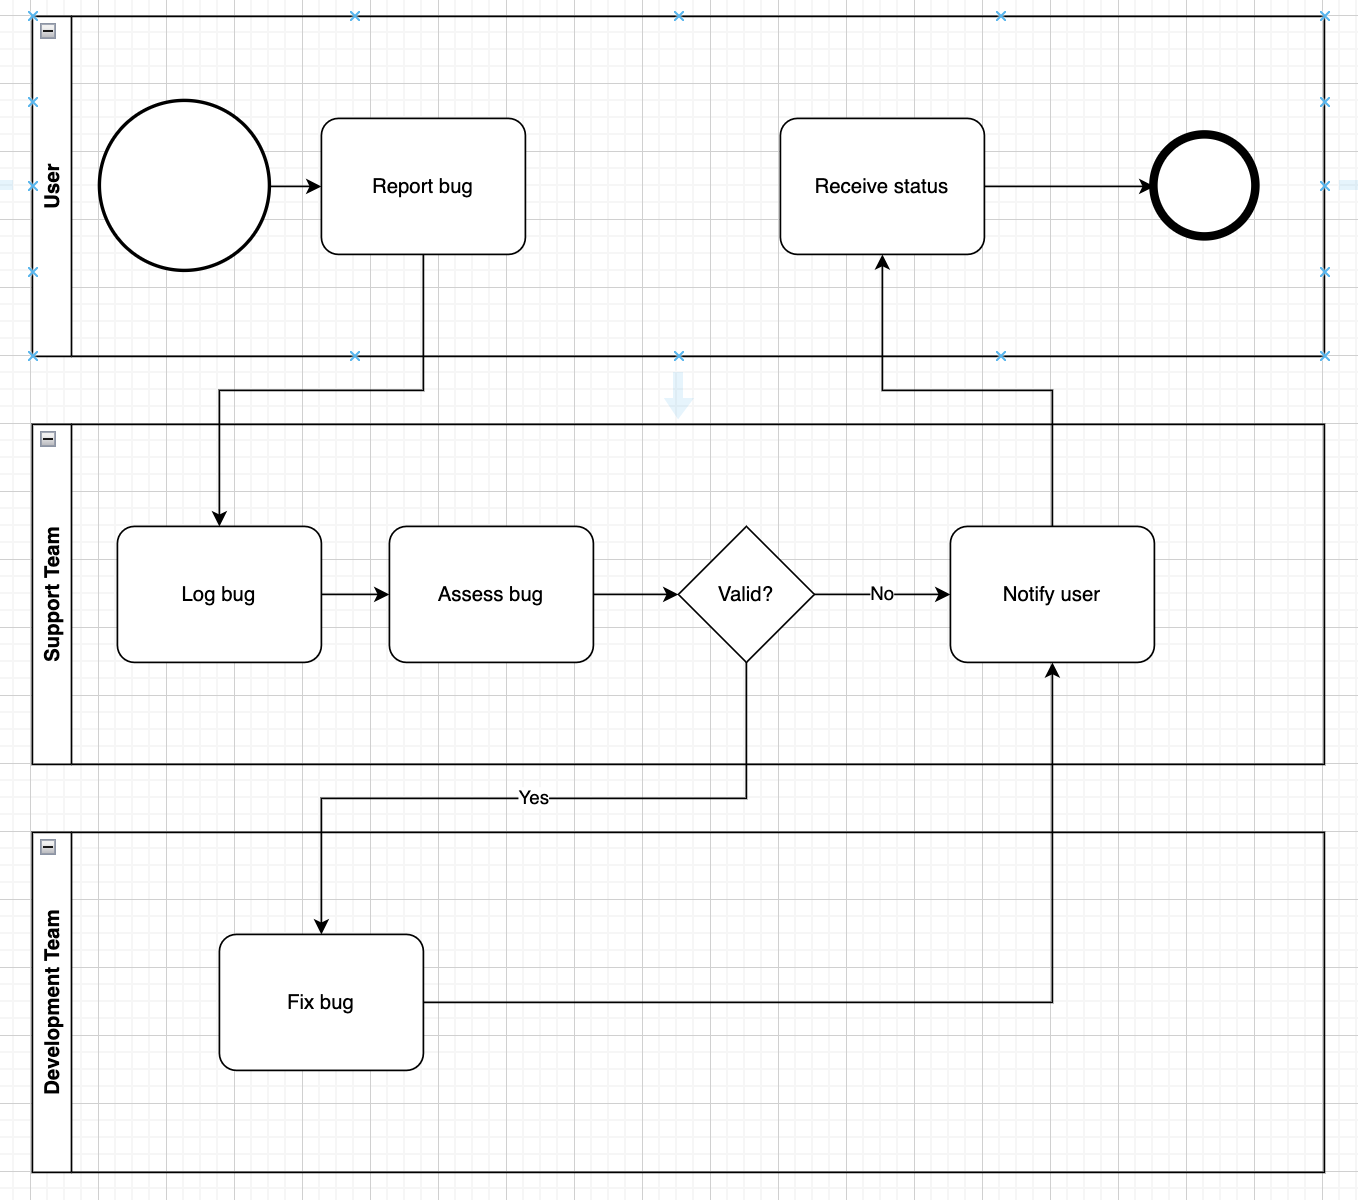 User
Report bug
Receive status
Support Team
Log bug
Assess bug
Valid?
No
Notify user
Yes
Development Team
Fix bug